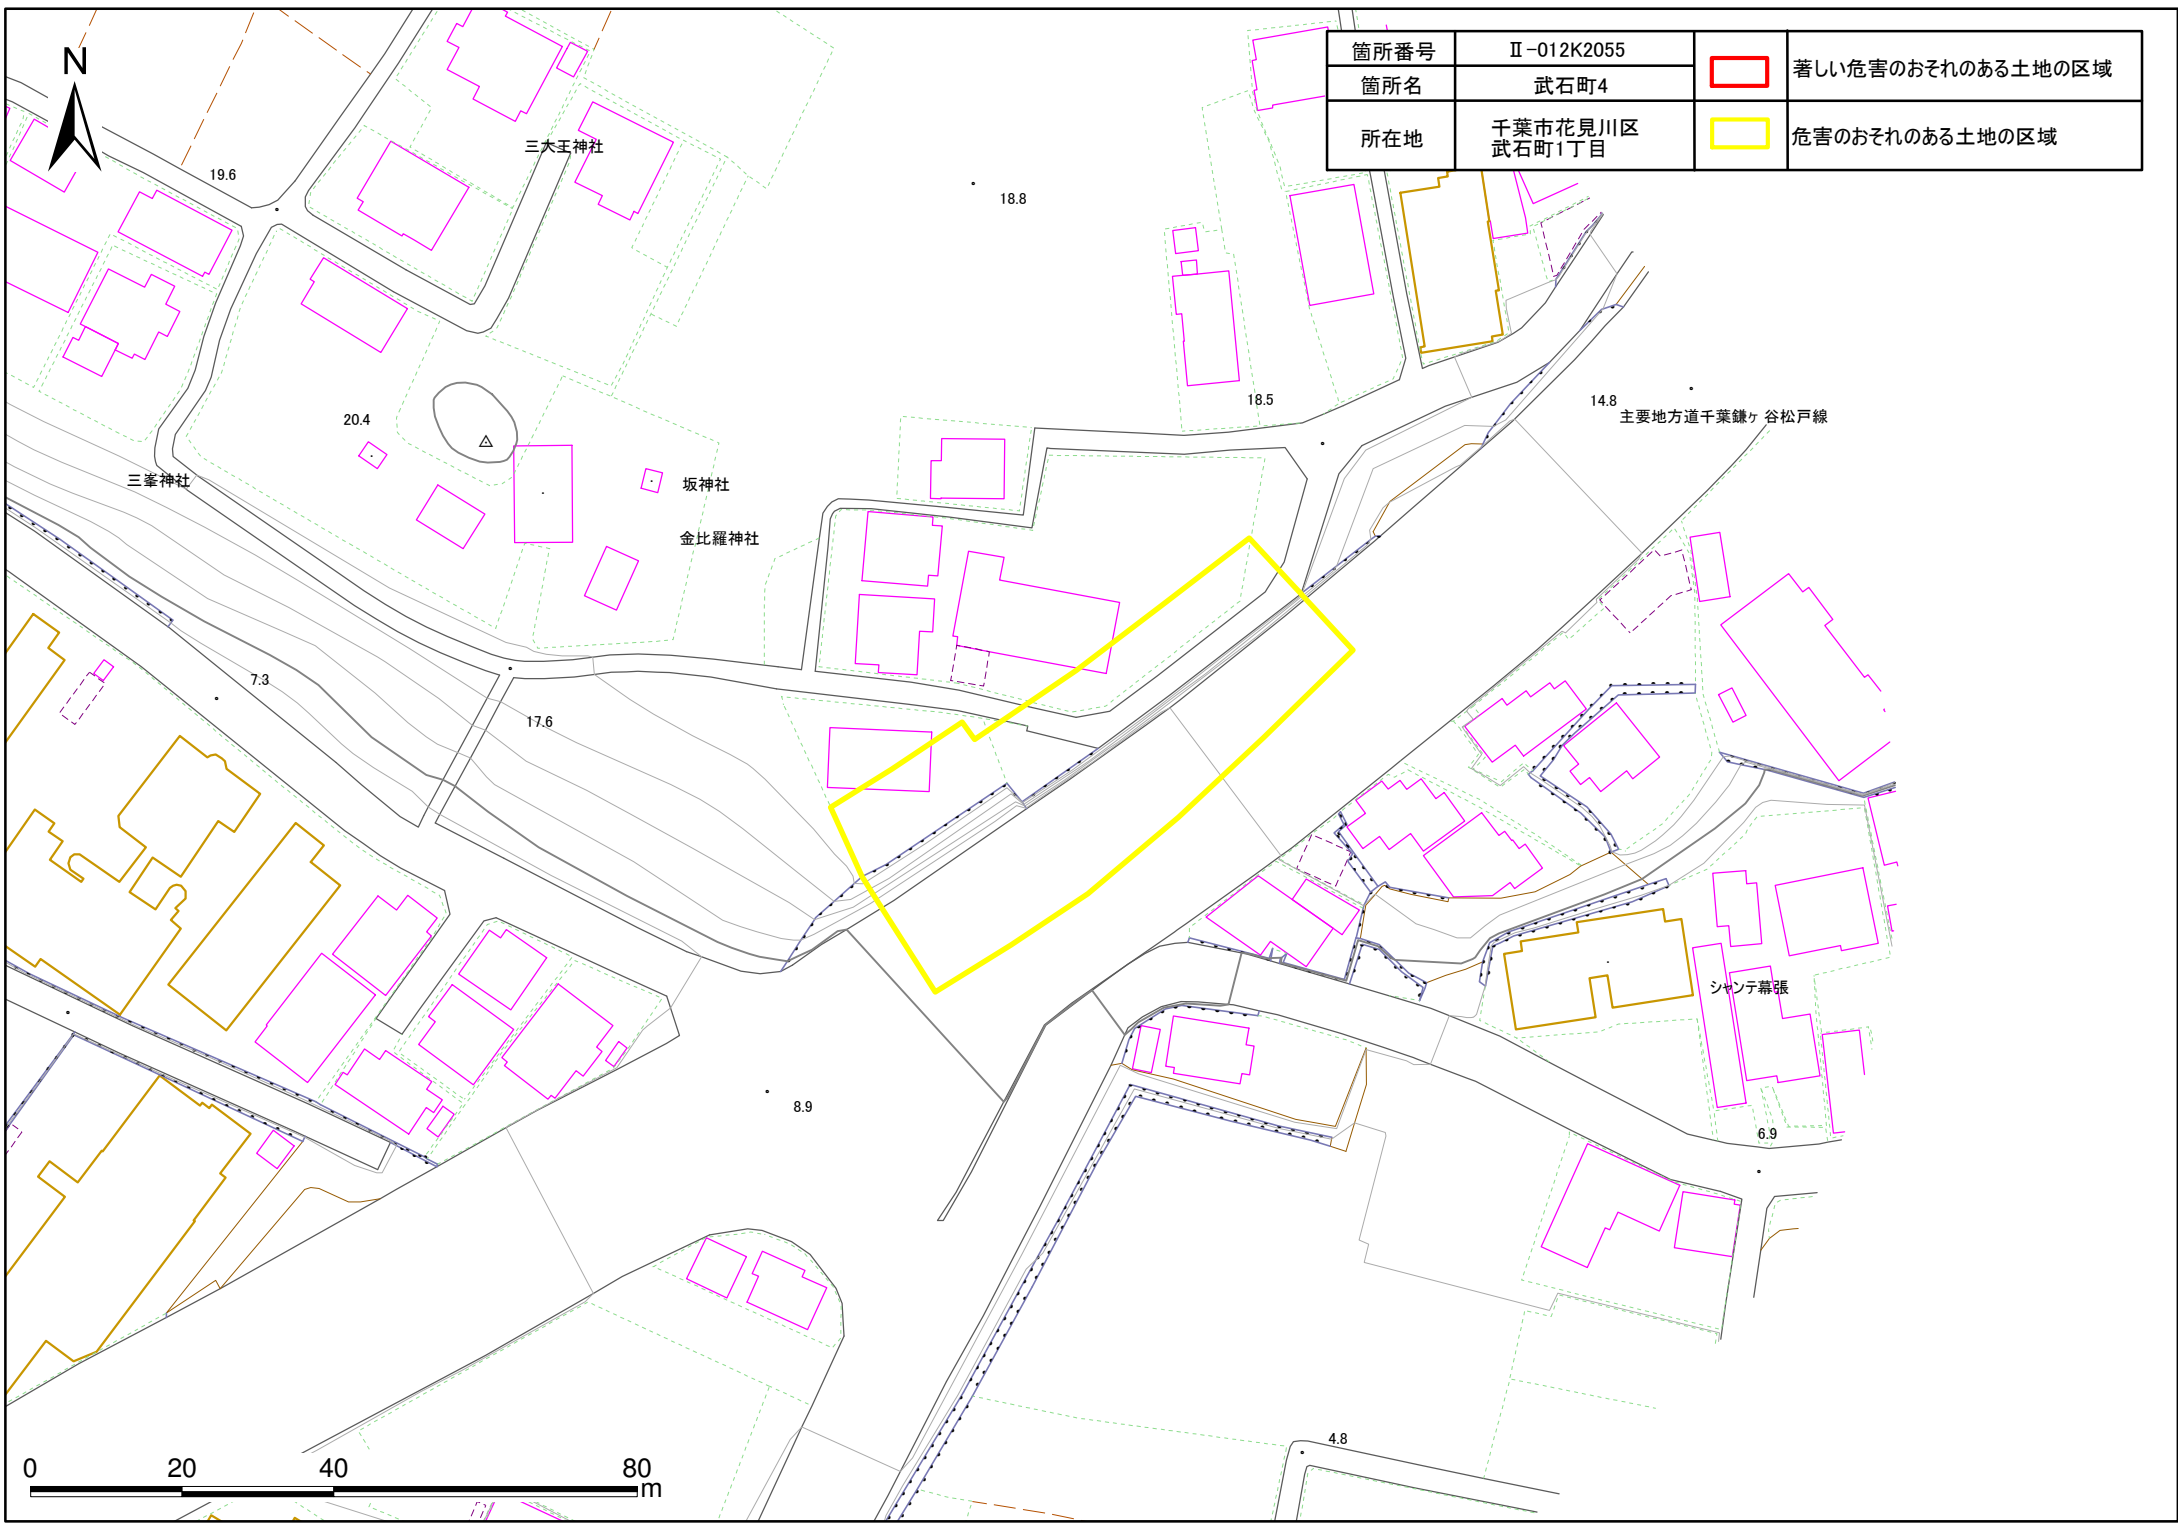 N
箇所番号 Ⅱ-012K2055
著しい危害のおそれのある土地の区域
箇所名 武石町4
所在地 千葉市花見川区
武石町1丁目
危害のおそれのある土地の区域
三大王神社
19.6
18.8
18.5
14.8
主要地方道千葉鎌ヶ谷松戸線
20.4
三峯神社
坂神社
金比羅神社
7.3
17.6
シャンテ幕張
8.9
6.9
4.8
0 20 40 80
m